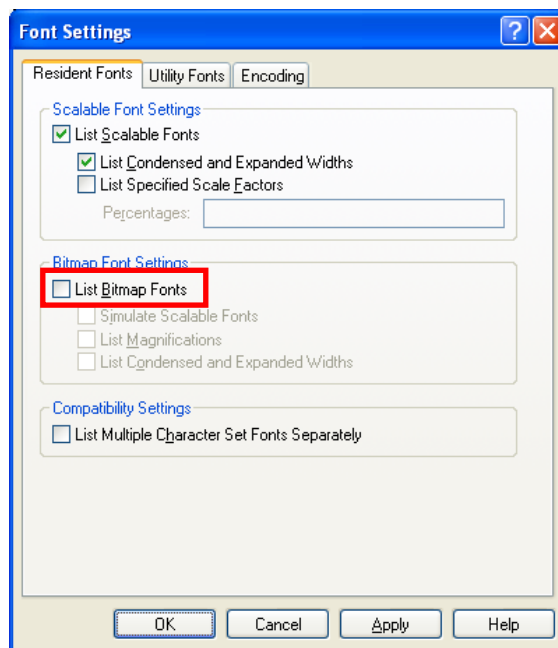 Font Settings
Resident Fonts Utility Fonts Encoding
Scalable Font Settings
List Scalable Fonts
List Condensed and Expanded Widths
List Specified Scale Factors
Percentages:
Bitmap Font Settings
List Bitmap Fonts
Simulate Scalable Fonts
List Magnifications
List Condensed and Expanded Widths
Compatibility Settings
List Multiple Character Set Fonts Separately
OK Cancel Apply Help